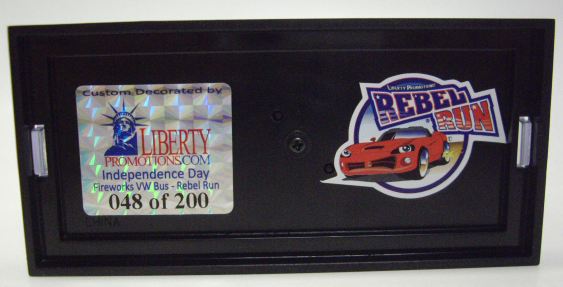 Custom Decorated by
LIBERTY
PROMOTIONS.COM
Independence Day
Fireworks VW Bus - Rebel Run
048 of 200
CHINA
LIBERTY PROMOTIONS
REBEL
RUN
©